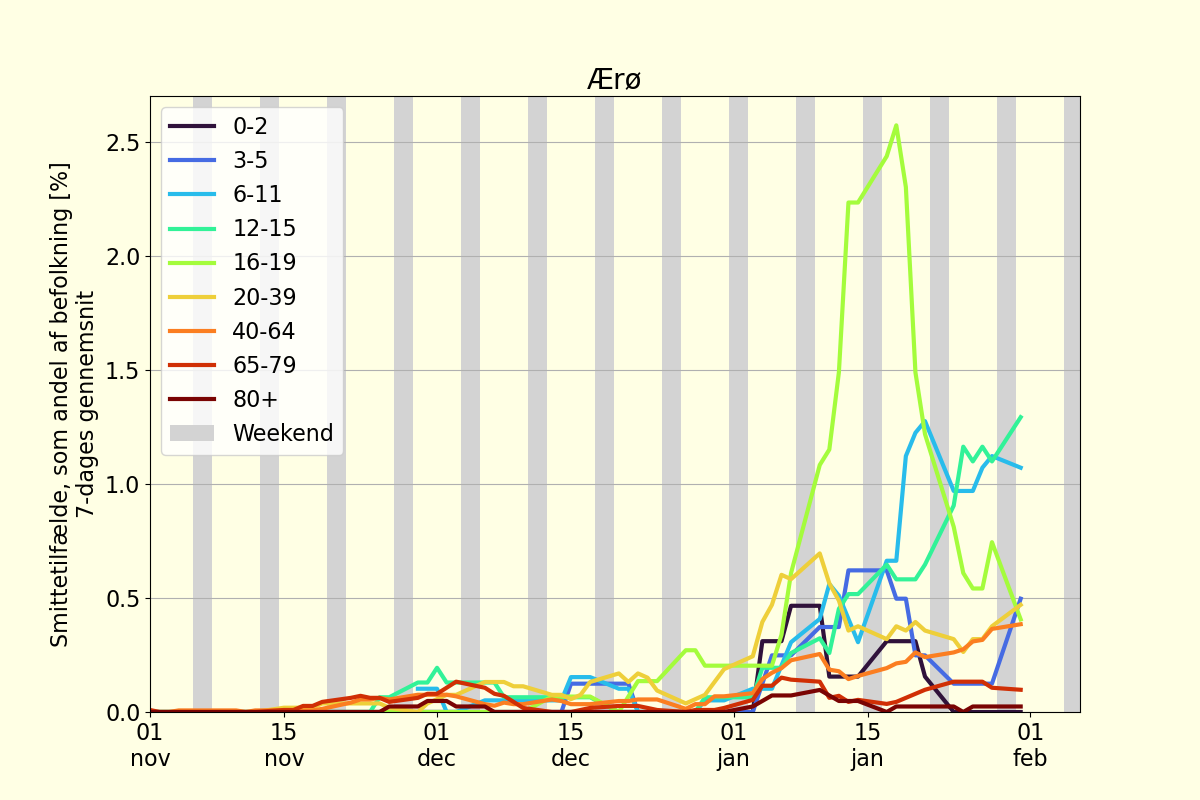 Ærø
Smittetilfælde, som andel af befolkning [%]
7-dages gennemsnit
2.5
2.0
1.5
1.0
0.5
0.0
0-2
3-5
6-11
12-15
16-19
20-39
40-64
65-79
80+
Weekend
01 15 01 15 01 15 01
nov nov dec dec jan jan feb